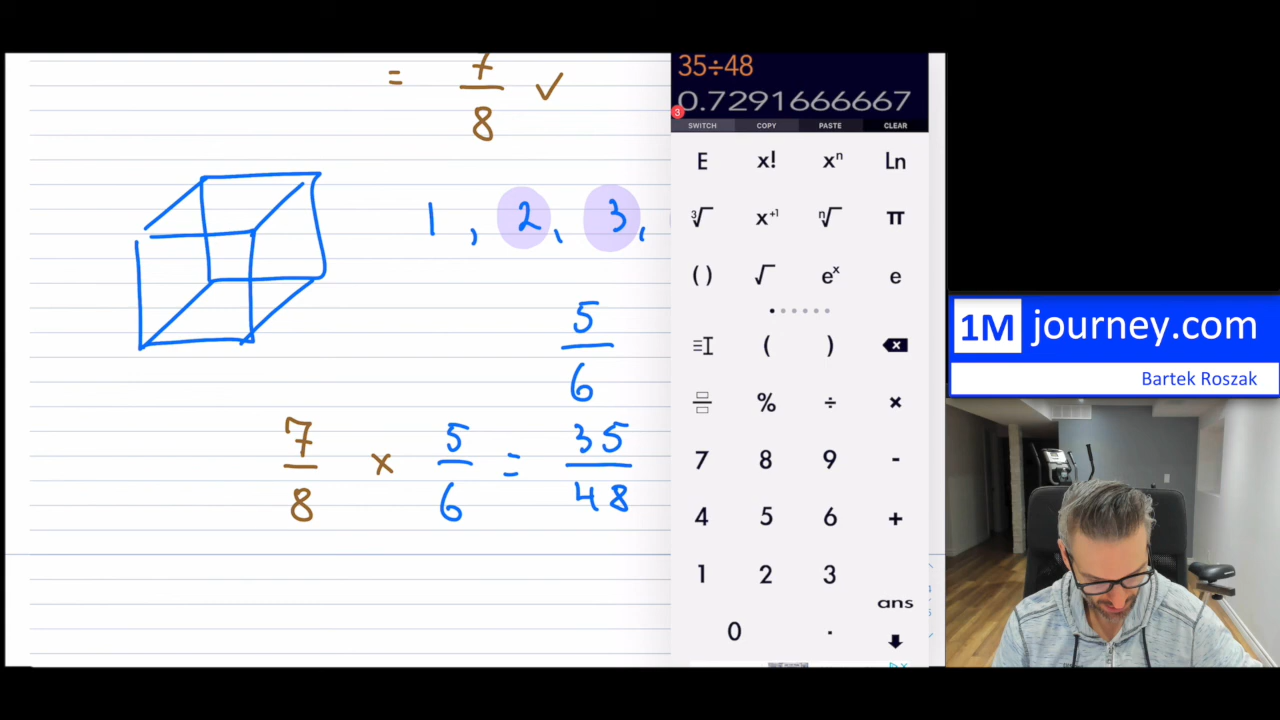 = 7/8 ✓
1, 2, 3,
5/6
7/8 × 5/6 = 35/48
35÷48
0.7291666667
3
SWITCH COPY PASTE CLEAR
E x! xⁿ Ln
∛ x⁺¹ ⁿ√ π
( ) √ eˣ e
( )
% ÷ ×
7 8 9 -
4 5 6 +
1 2 3
ans
0 .
1M journey.com
Bartek Roszak